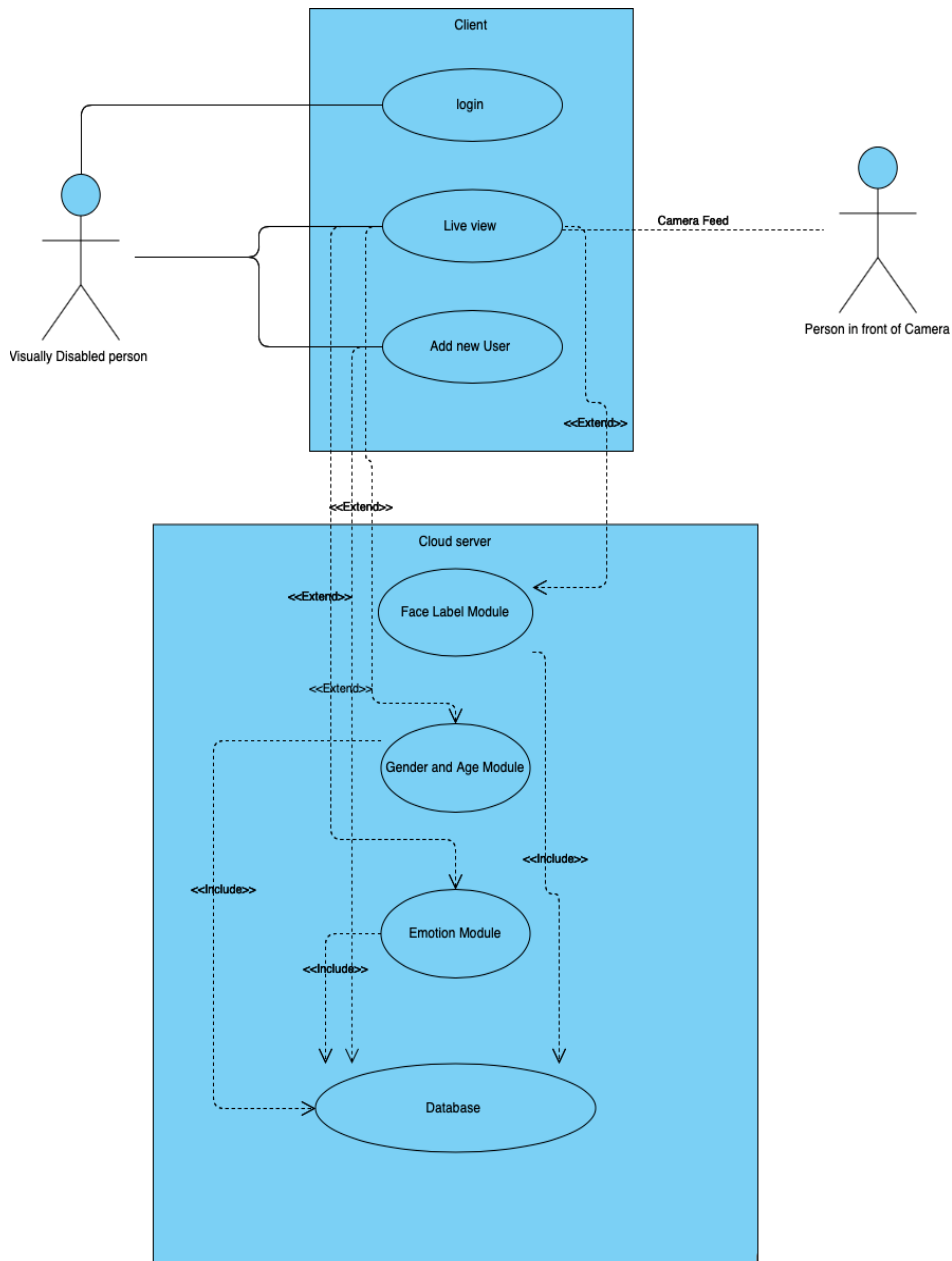 Client
login
Live view
Camera Feed
Add new User
Visually Disabled person
Person in front of Camera
<<Extend>>
<<Extend>>
Cloud server
<<Extend>>
Face Label Module
<<Extend>>
Gender and Age Module
<<Include>>
<<Include>>
Emotion Module
<<Include>>
Database